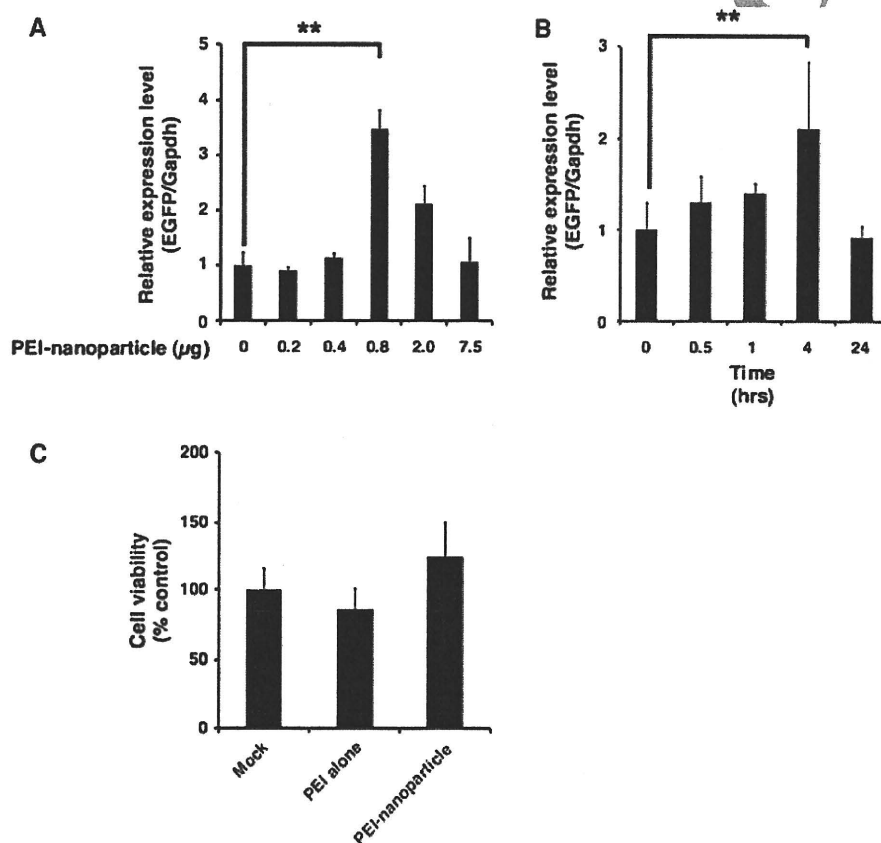 A
**
Relative expression level
(EGFP/Gapdh)
5
4
3
2
1
0
PEI-nanoparticle (µg) 0 0.2 0.4 0.8 2.0 7.5
B
**
Relative expression level
(EGFP/Gapdh)
3
2
1
0
0 0.5 1 4 24
Time
(hrs)
C
Cell viability
(% control)
200
150
100
50
0
Mock
PEI alone
PEI-nanoparticle